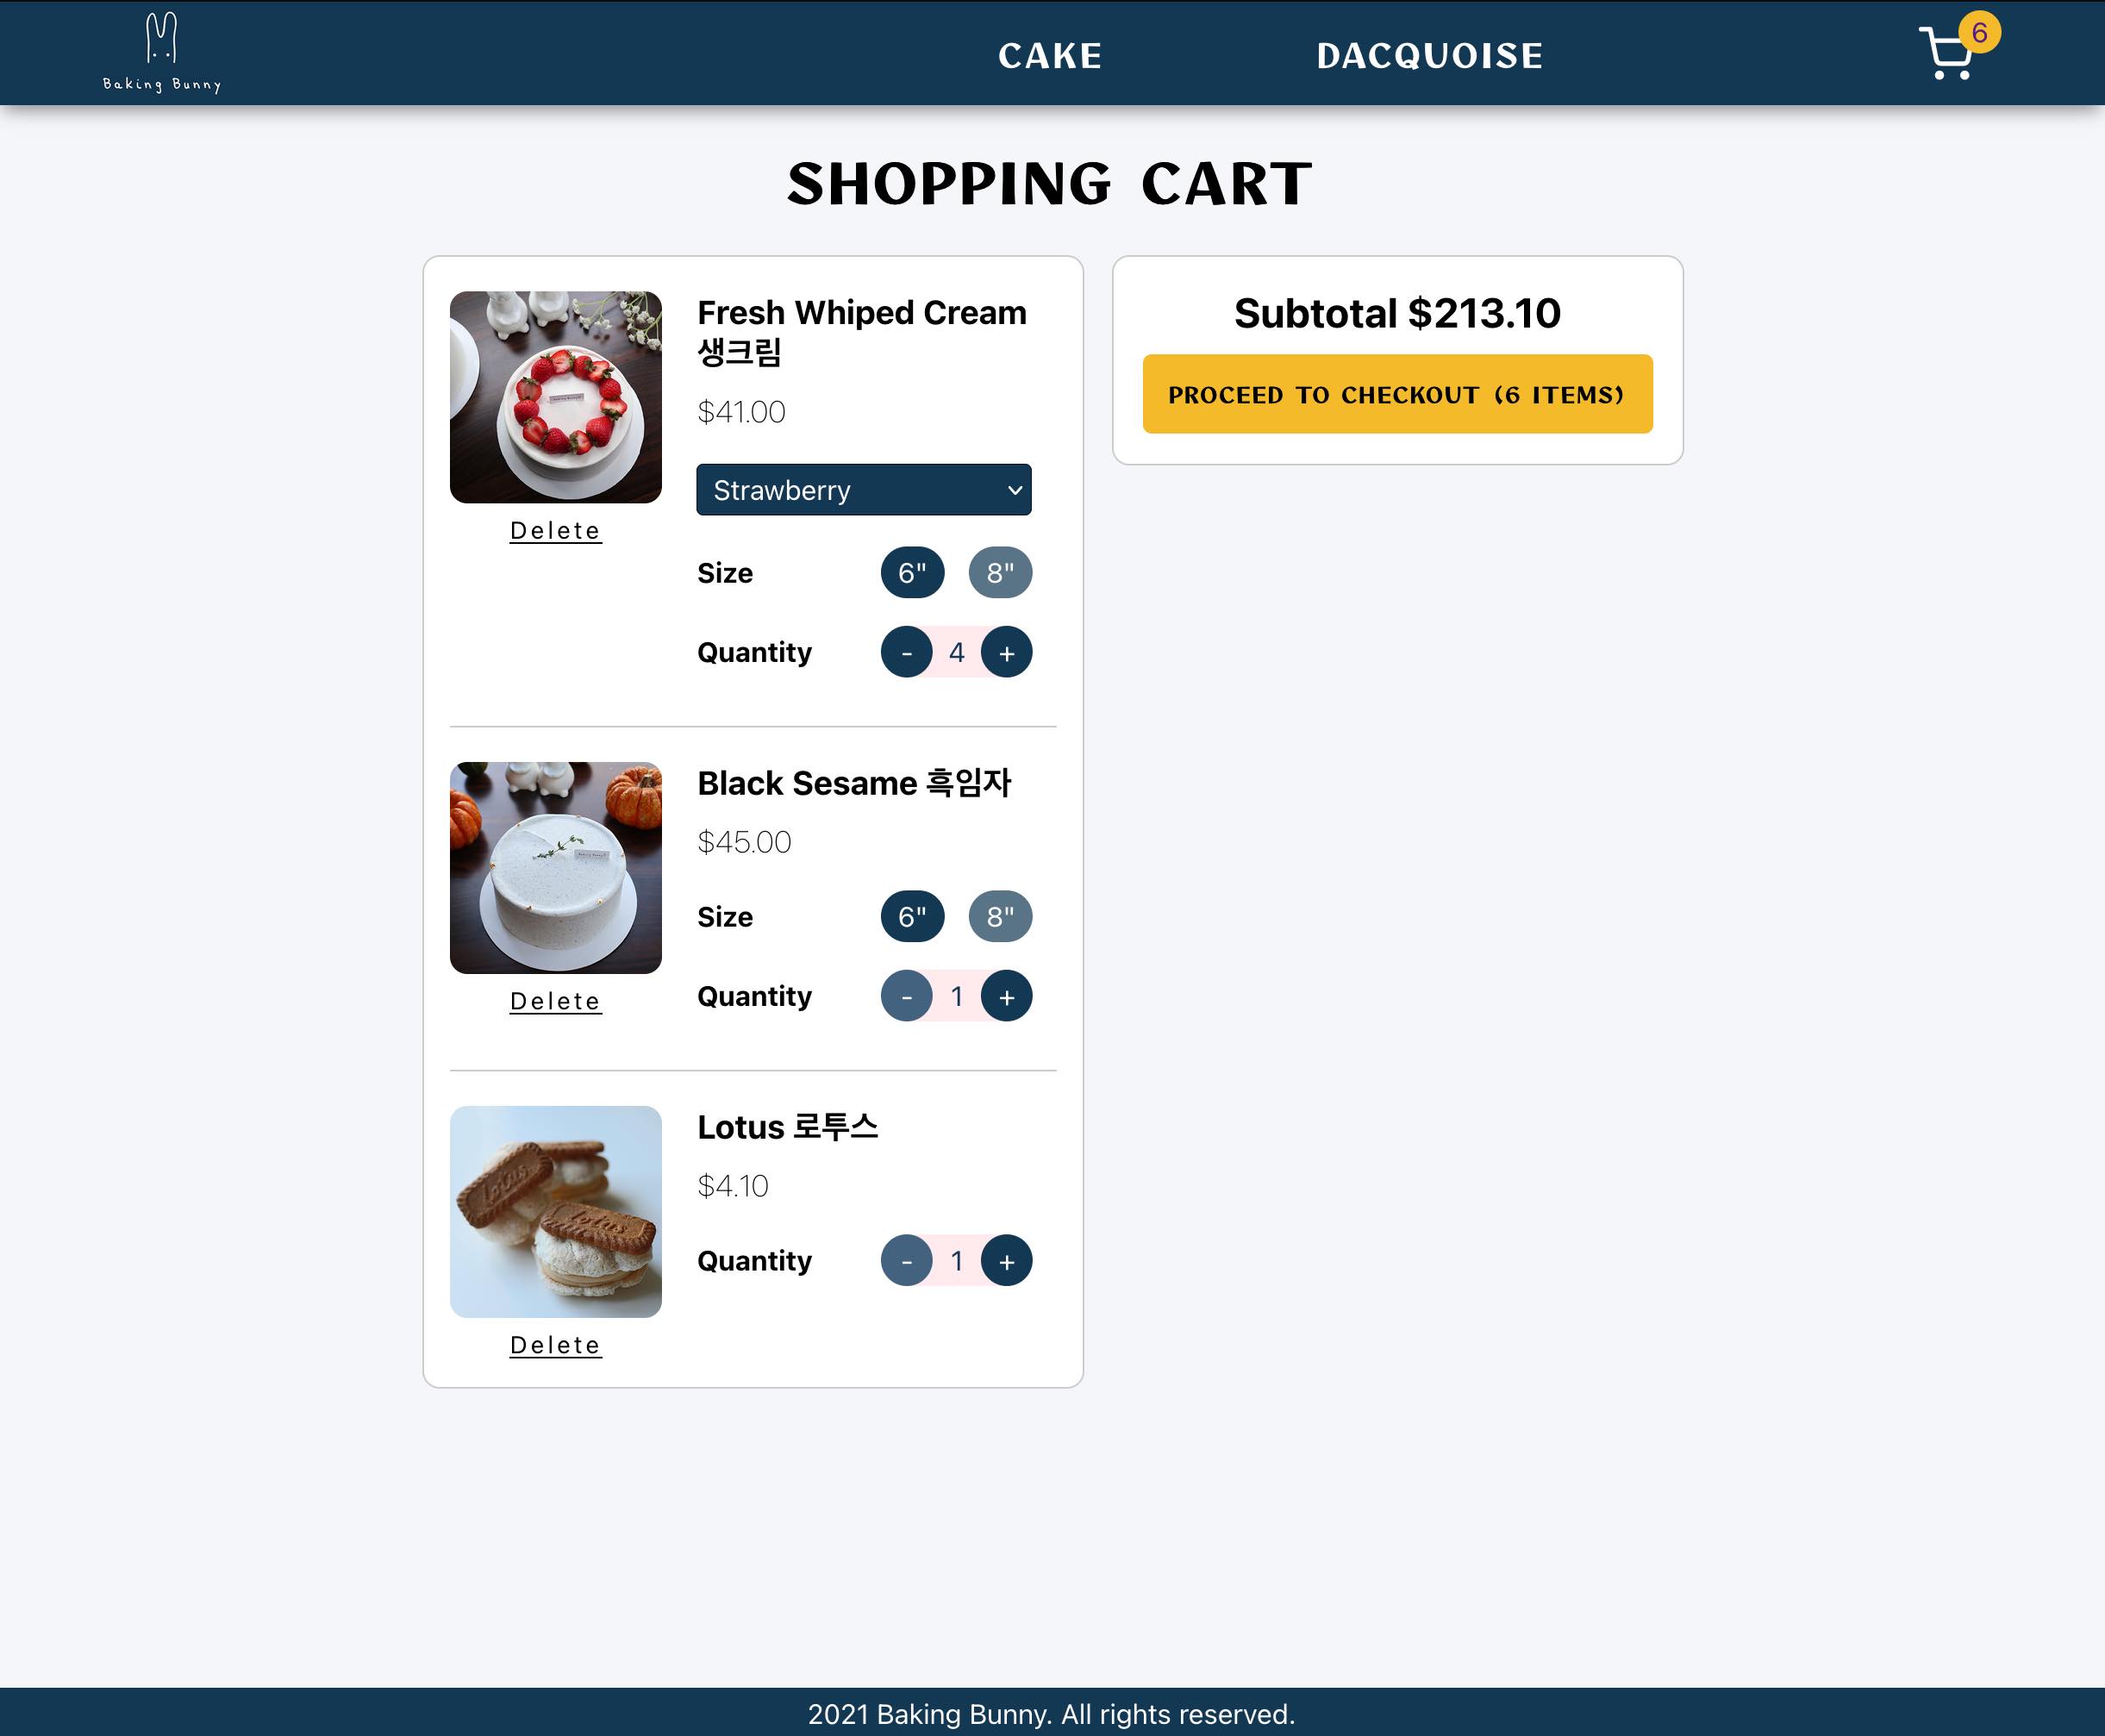 Baking Bunny
CAKE
DACQUOISE
6
SHOPPING CART
Fresh Whiped Cream
생크림
$41.00
Strawberry
Delete
Size
6"
8"
Quantity
-
4
+
Black Sesame 흑임자
$45.00
Size
6"
8"
Delete
Quantity
-
1
+
Lotus 로투스
lotus
lotus
$4.10
Quantity
-
1
+
Delete
Subtotal $213.10
PROCEED TO CHECKOUT (6 ITEMS)
2021 Baking Bunny. All rights reserved.